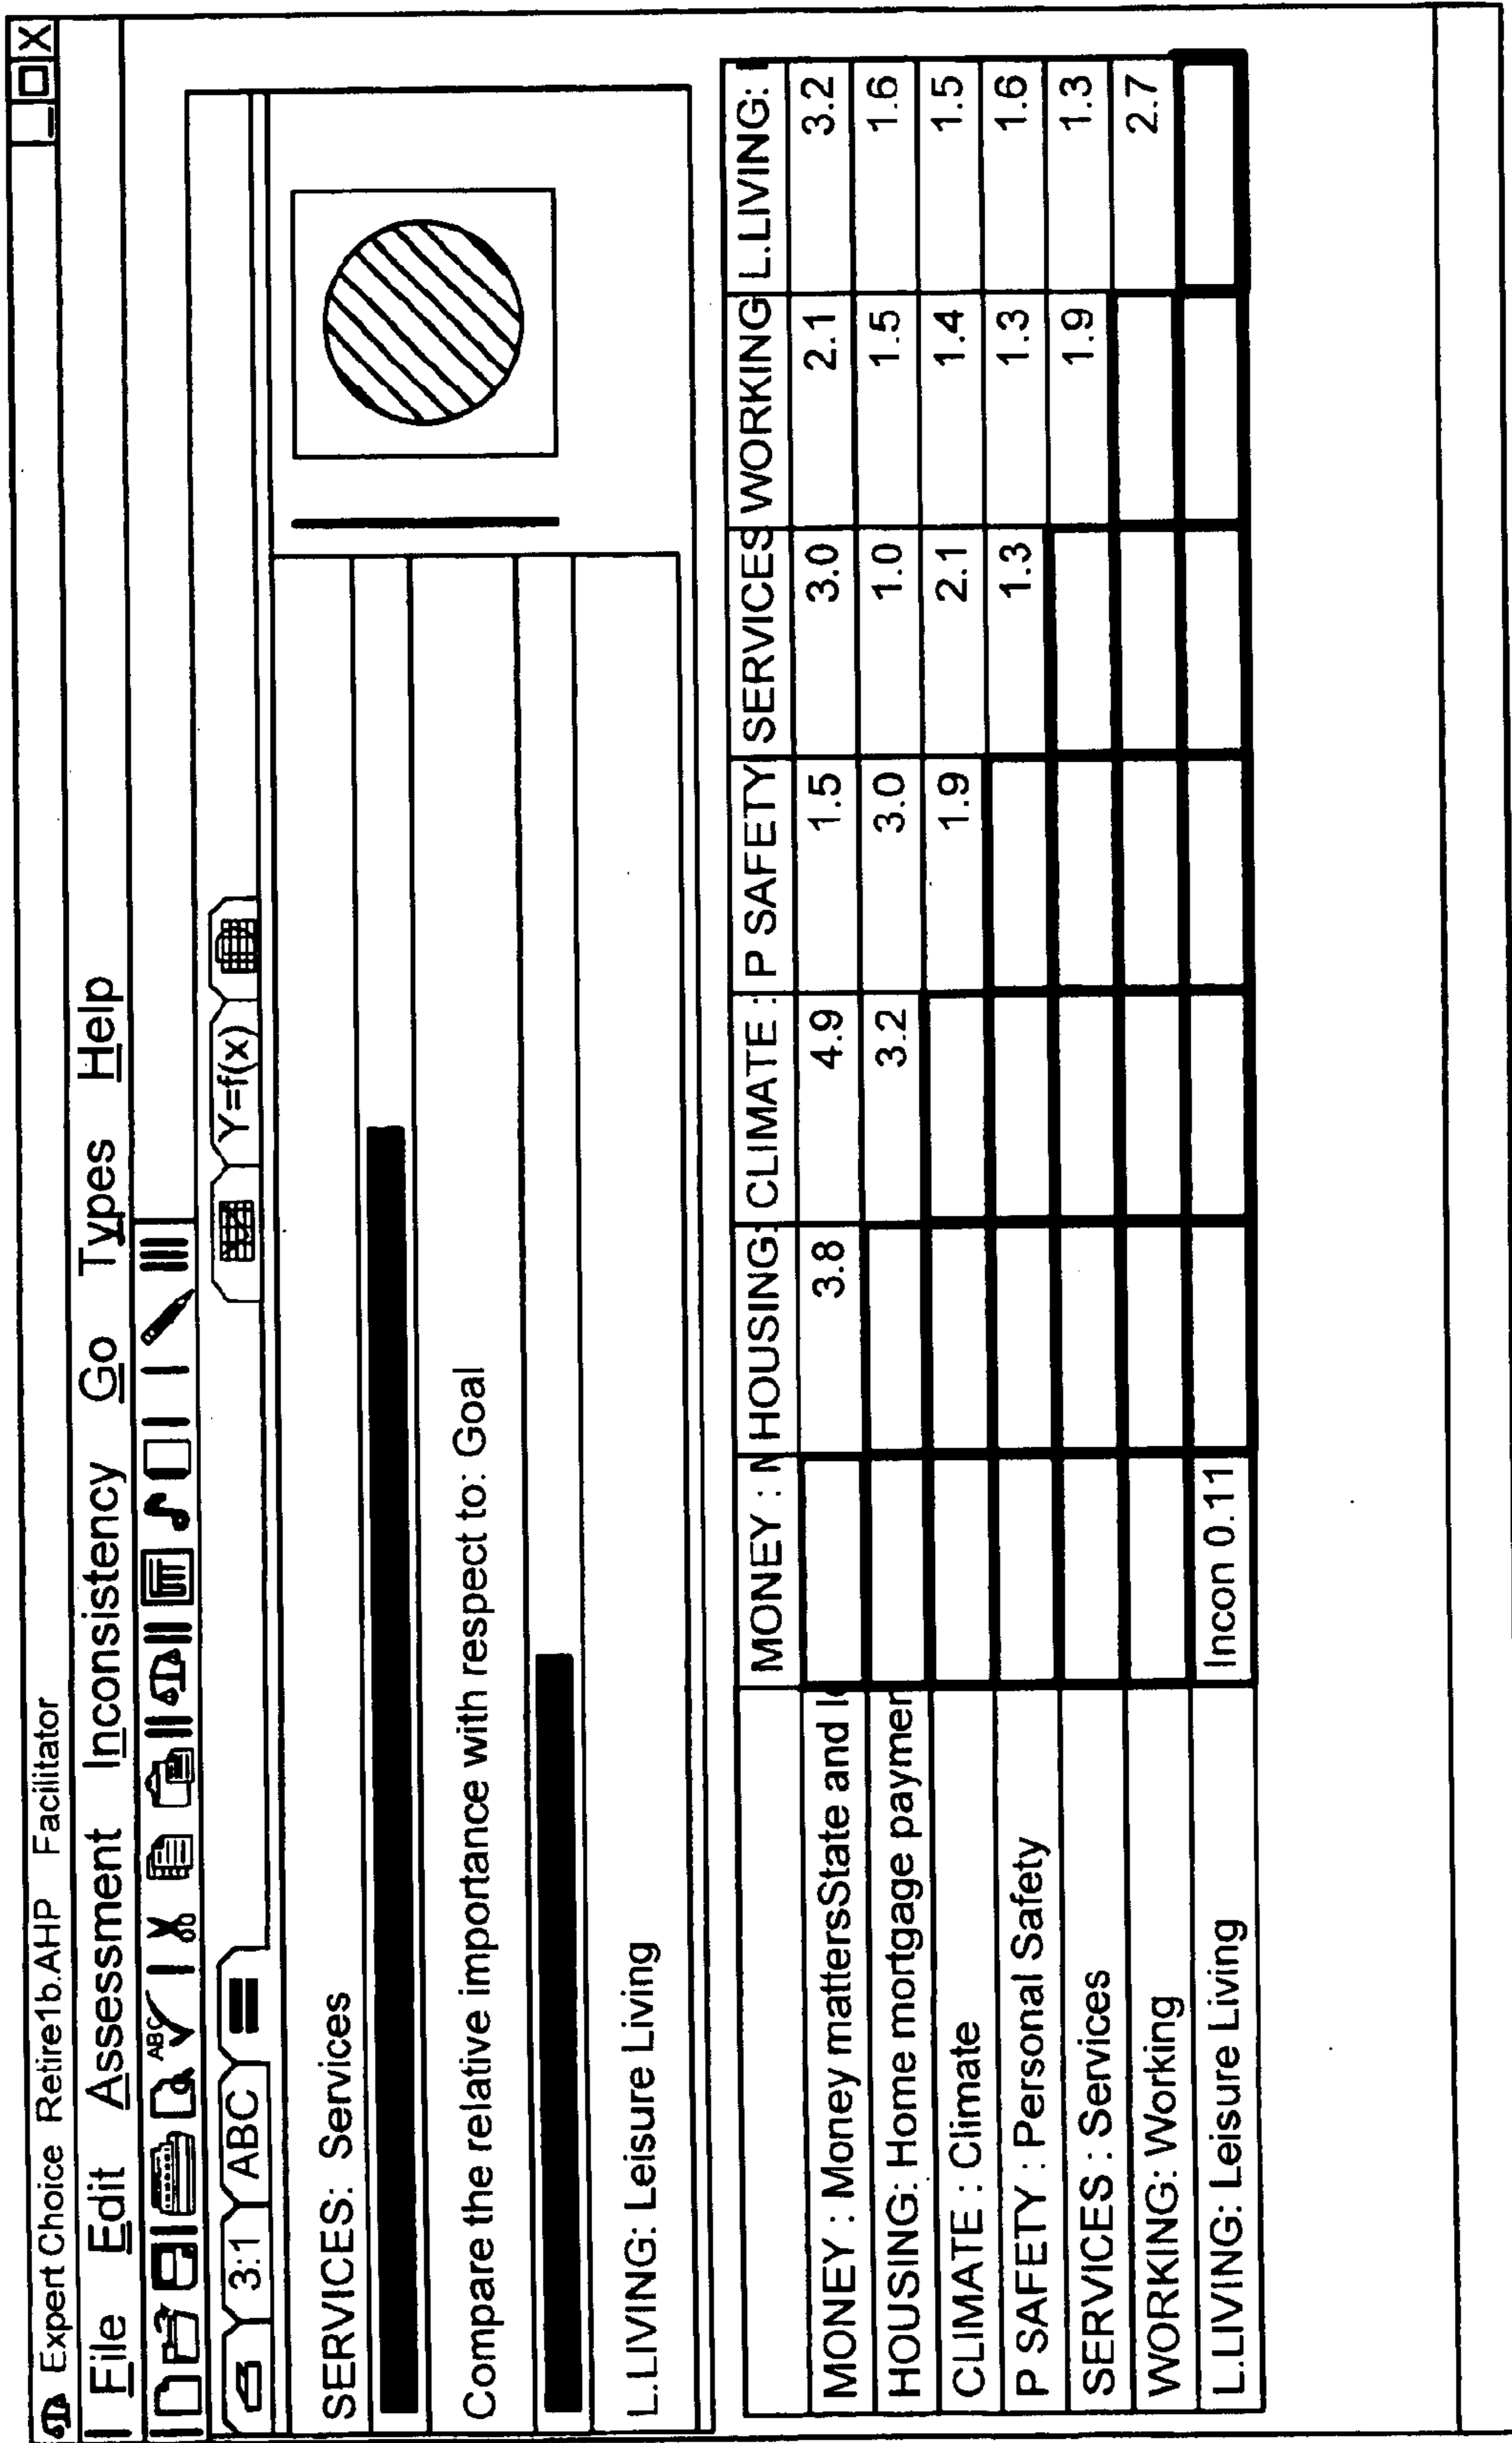 Expert Choice Retire1b.AHP Facilitator
File Edit Assessment Inconsistency Go Types Help
ABC
3:1 ABC Y=f(x)
SERVICES: Services
Compare the relative importance with respect to: Goal
L.LIVING: Leisure Living
MONEY : M HOUSING: CLIMATE : P SAFETY SERVICES WORKING L.LIVING:
MONEY : Money mattersState and l 3.8 4.9 1.5 3.0 2.1 3.2
HOUSING: Home mortgage paymen 3.2 3.0 1.0 1.5 1.6
CLIMATE : Climate 1.9 2.1 1.4 1.5
P SAFETY : Personal Safety 1.3 1.3 1.6
SERVICES : Services 1.9 1.3
WORKING: Working 2.7
L.LIVING: Leisure Living Incon 0.11